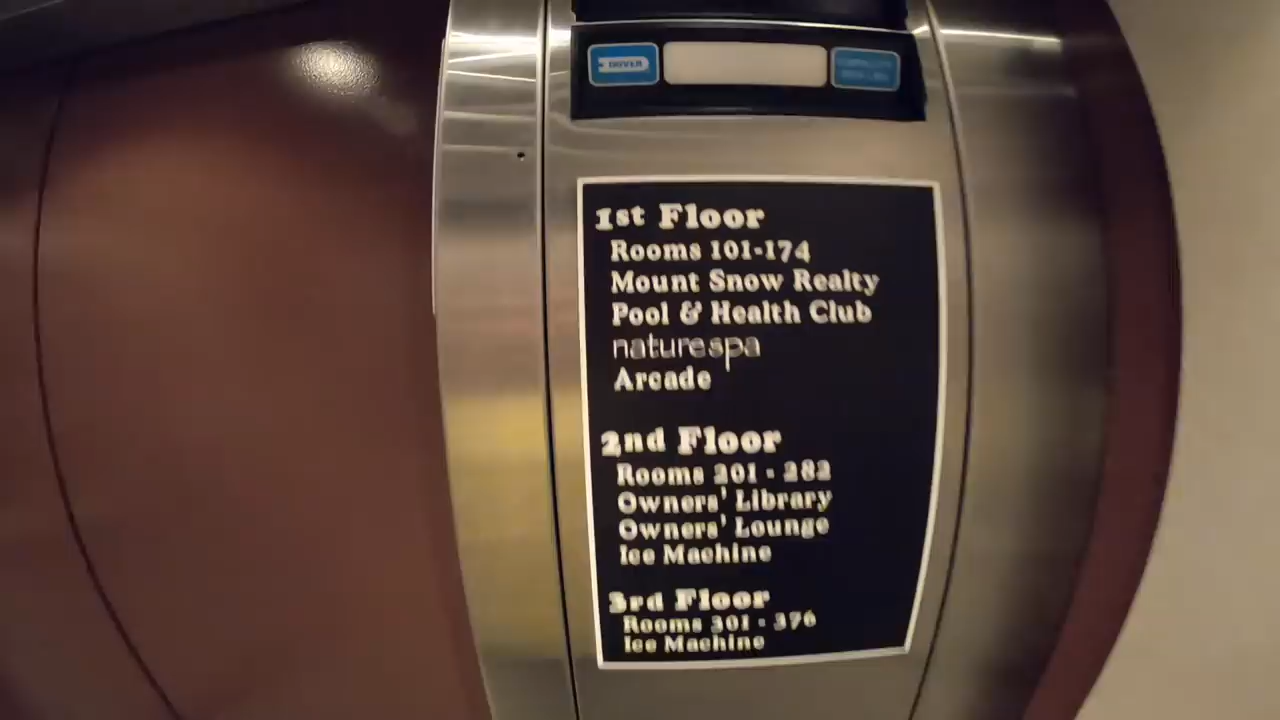 DOVER
1st Floor
Rooms 101-174
Mount Snow Realty
Pool & Health Club
naturespa
Arcade
2nd Floor
Rooms 201 - 282
Owners' Library
Owners' Lounge
Ice Machine
3rd Floor
Rooms 301 - 376
Ice Machine